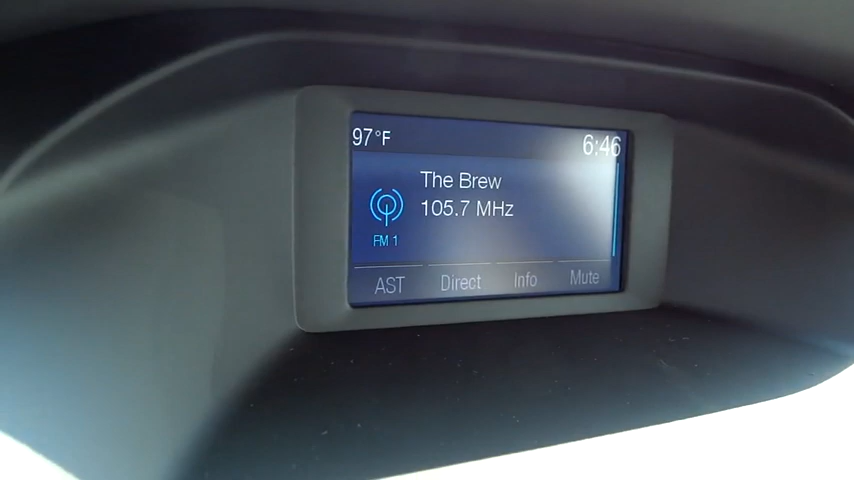 97°F 6:46
The Brew
105.7 MHz
FM 1
AST Direct Info Mute